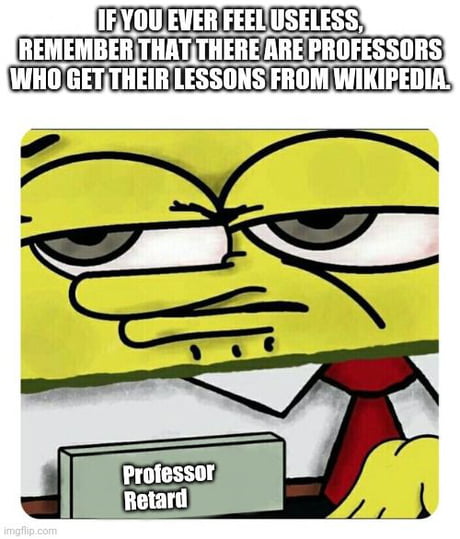 IF YOU EVER FEEL USELESS,
REMEMBER THAT THERE ARE PROFESSORS
WHO GET THEIR LESSONS FROM WIKIPEDIA.
Professor
Retard
imgflip.com